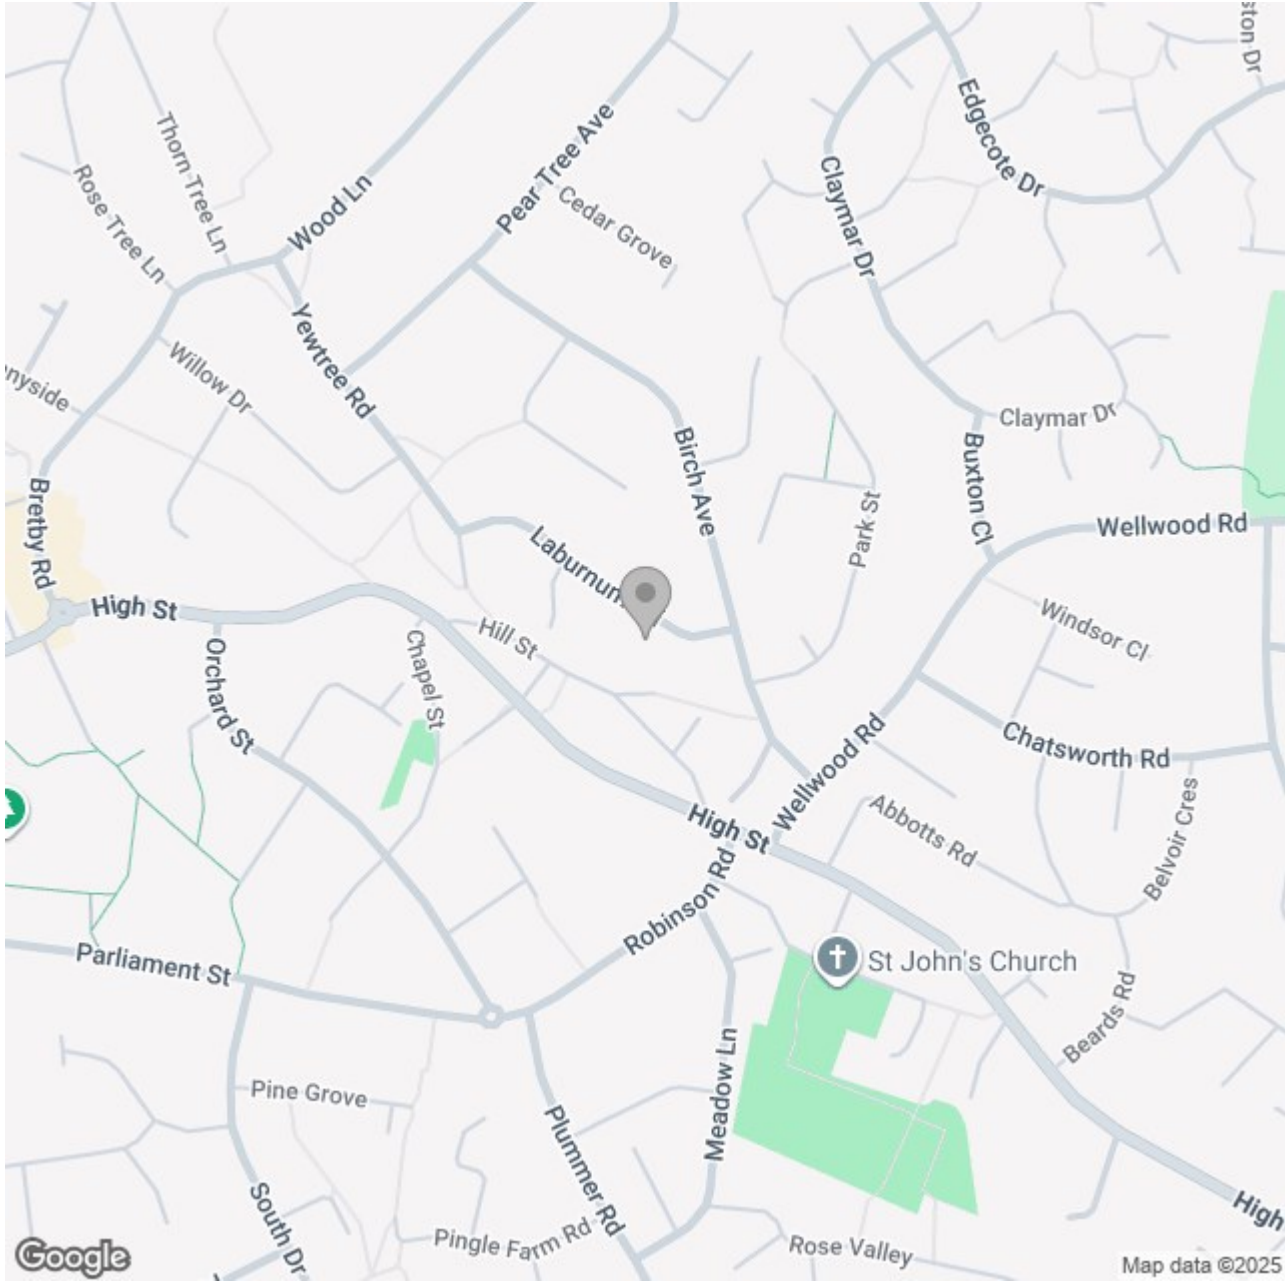 ston Dr
Edgecote Dr
Thorn Tree Ln
Pear Tree Ave
Rose Tree Ln
Wood Ln
Cedar Grove
Claymar Dr
Yewtree Rd
nyside
Willow Dr
Claymar Dr
Birch Ave
Buxton Cl
Bretby Rd
Laburnum
Park St
Wellwood Rd
High St
Hill St
Windsor Cl
Chapel St
Orchard St
Wellwood Rd
Chatsworth Rd
High St
Abbotts Rd
Belvoir Cres
Robinson Rd
Parliament St
St John's Church
Beards Rd
Meadow Ln
Pine Grove
Plummer Rd
South Dr
Pingle Farm Rd
Rose Valley
High
Google
Map data ©2025